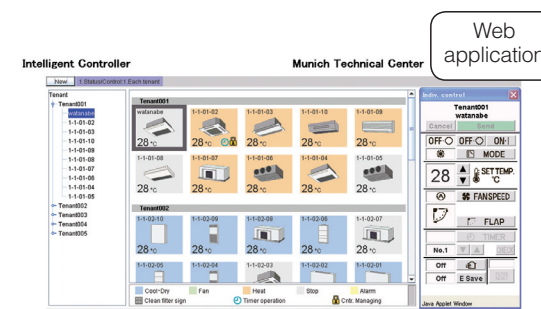 Web
application
Intelligent Controller
Munich Technical Center
New
1.Status/Control:1.Each tenant
Tenant
Tenant001
watanabe
1-1-01-02
1-1-01-03
1-1-01-10
1-1-01-09
1-1-01-08
1-1-01-07
1-1-01-06
1-1-01-04
1-1-01-05
Tenant002
Tenant003
Tenant004
Tenant005
Tenant001
watanabe 1-1-01-02 1-1-01-03 1-1-01-10 1-1-01-09
28 °C 28 °C 28 °C 28 °C 28 °C
1-1-01-08 1-1-01-07 1-1-01-06 1-1-01-04 1-1-01-05
28 °C 28 °C 28 °C 28 °C 28 °C
Tenant002
1-1-02-10 1-1-02-09 1-1-02-08 1-1-02-06 1-1-02-07
28 °C 28 °C 28 °C 28 °C 28 °C
1-1-02-05 1-1-02-04 1-1-02-03 1-1-02-02 1-1-02-01
Cool-Dry Fan Heat Stop Alarm
Clean filter sign Timer operation Cntr. Managing
Indiv. control
Tenant001
watanabe
Cancel Send
OFF OFF ON
MODE
28 SET TEMP. °C
FANSPEED
FLAP
TIMER
No.1 CHECK
Off
Off E Save
Java Applet Window